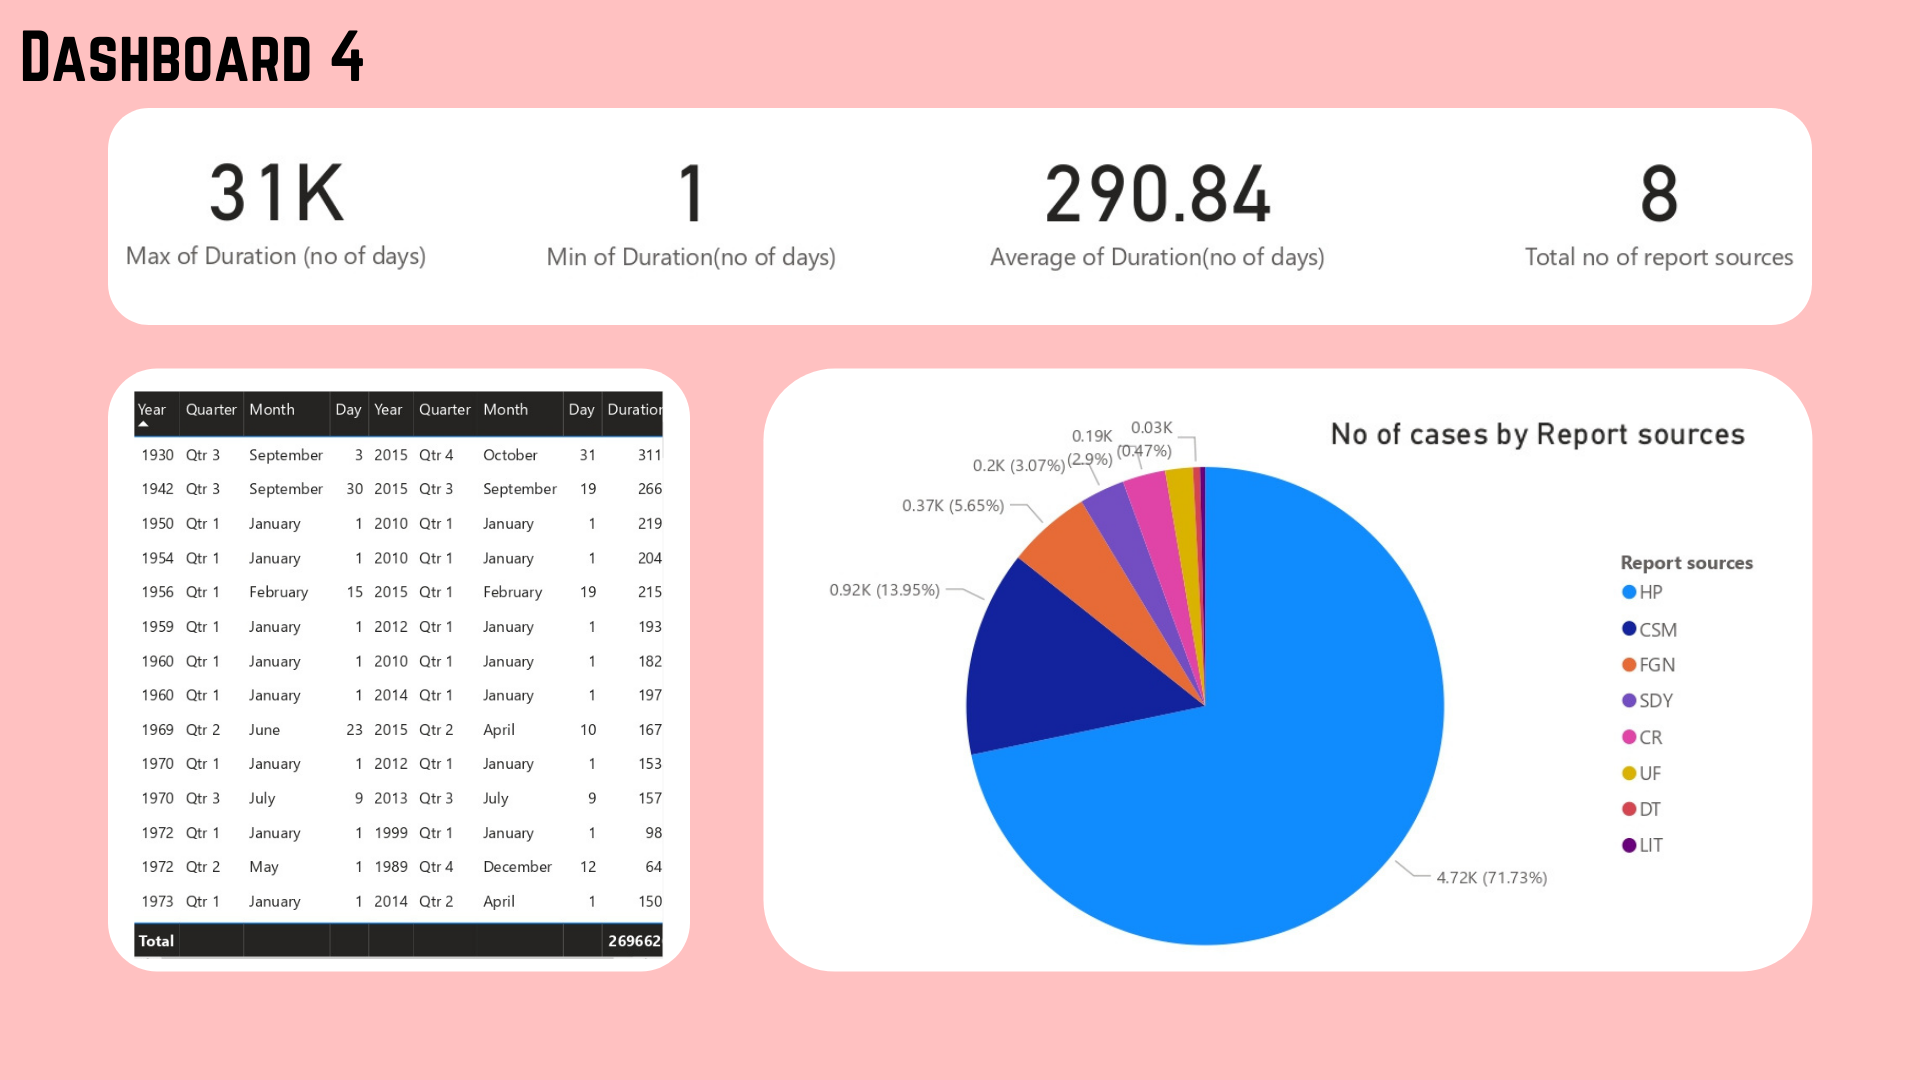 DASHBOARD 4
31K
Max of Duration (no of days)
1
Min of Duration(no of days)
290.84
Average of Duration(no of days)
8
Total no of report sources
Year Quarter Month Day Year Quarter Month Day Duration
1930 Qtr 3 September 3 2015 Qtr 4 October 31 311
1942 Qtr 3 September 30 2015 Qtr 3 September 19 266
1950 Qtr 1 January 1 2010 Qtr 1 January 1 219
1954 Qtr 1 January 1 2010 Qtr 1 January 1 204
1956 Qtr 1 February 15 2015 Qtr 1 February 19 215
1959 Qtr 1 January 1 2012 Qtr 1 January 1 193
1960 Qtr 1 January 1 2010 Qtr 1 January 1 182
1960 Qtr 1 January 1 2014 Qtr 1 January 1 197
1969 Qtr 2 June 23 2015 Qtr 2 April 10 167
1970 Qtr 1 January 1 2012 Qtr 1 January 1 153
1970 Qtr 3 July 9 2013 Qtr 3 July 9 157
1972 Qtr 1 January 1 1999 Qtr 1 January 1 98
1972 Qtr 2 May 1 1989 Qtr 4 December 12 64
1973 Qtr 1 January 1 2014 Qtr 2 April 1 150
Total 269662
No of cases by Report sources
0.03K
(0.47%)
0.19K
(2.9%)
0.2K (3.07%)
0.37K (5.65%)
0.92K (13.95%)
4.72K (71.73%)
Report sources
HP
CSM
FGN
SDY
CR
UF
DT
LIT